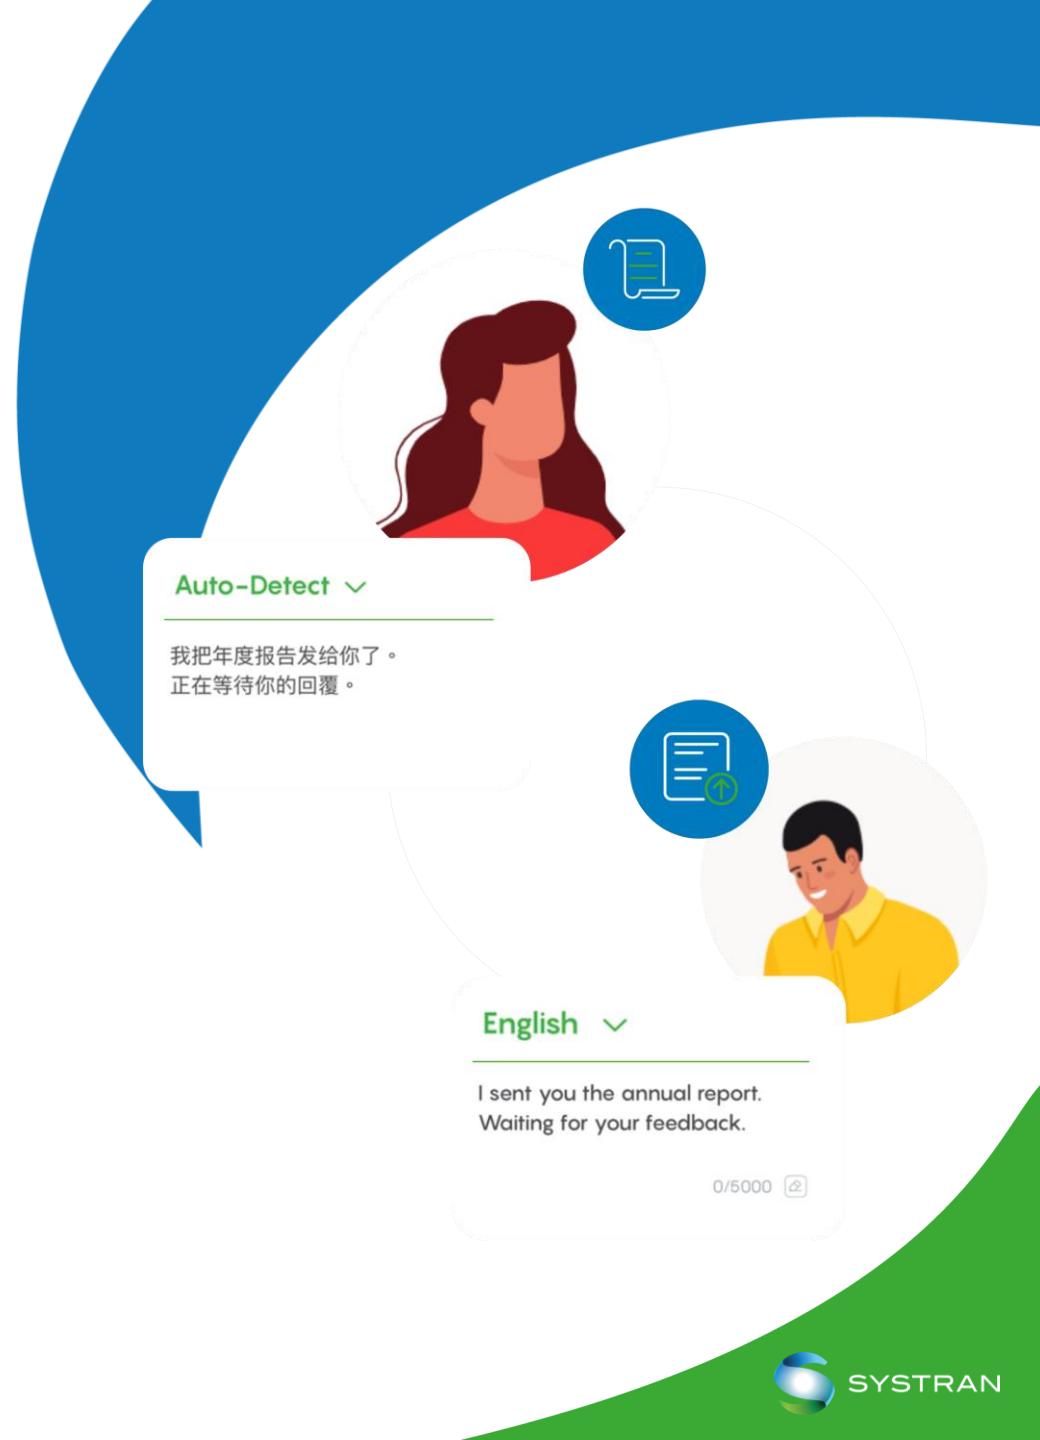 Auto-Detect
我把年度报告发给你了。
正在等待你的回覆。
English
I sent you the annual report.
Waiting for your feedback.
0/5000
SYSTRAN